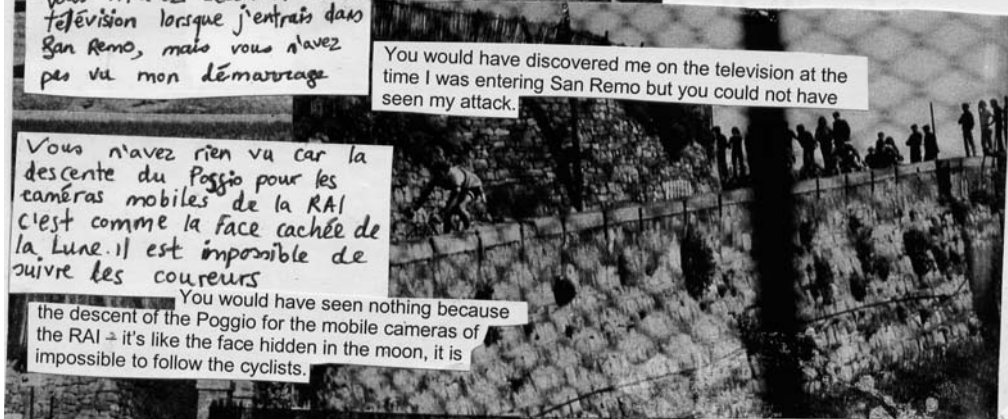 télévision lorsque j'entrais dans
San Remo, mais vous n'avez
pas vu mon démarrage
You would have discovered me on the television at the
time I was entering San Remo but you could not have
seen my attack.
Vous n'avez rien vu car la
descente du Poggio pour les
caméras mobiles de la RAI
c'est comme la face cachée de
la Lune. Il est impossible de
suivre les coureurs
You would have seen nothing because
the descent of the Poggio for the mobile cameras of
the RAI - it's like the face hidden in the moon, it is
impossible to follow the cyclists.